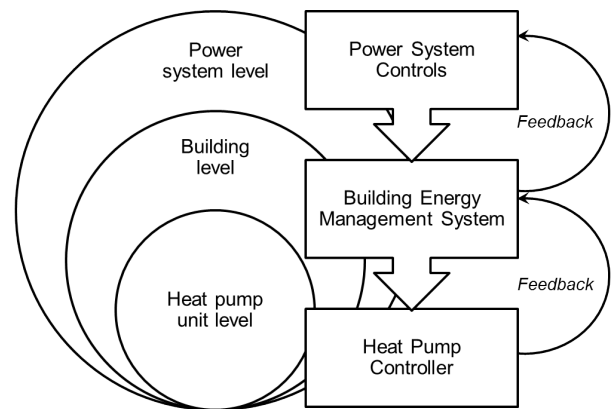 Power
system level
Power System
Controls
Feedback
Building
level
Building Energy
Management System
Feedback
Heat pump
unit level
Heat Pump
Controller